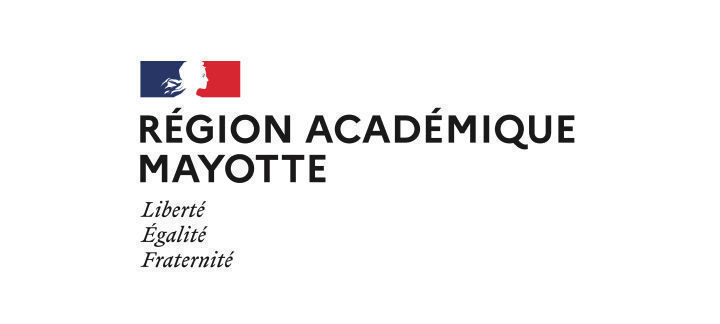 RÉGION ACADÉMIQUE
MAYOTTE
Liberté
Égalité
Fraternité